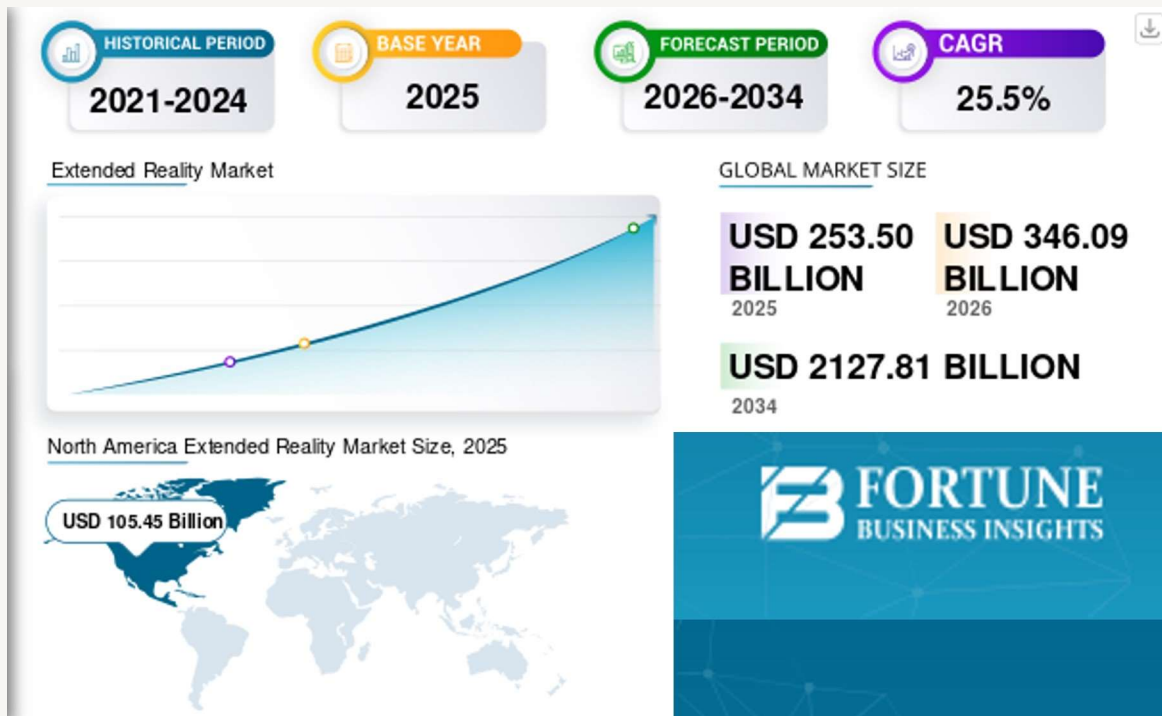 HISTORICAL PERIOD
2021-2024
BASE YEAR
2025
FORECAST PERIOD
2026-2034
CAGR
25.5%
Extended Reality Market
GLOBAL MARKET SIZE
USD 253.50
BILLION
2025
USD 346.09
BILLION
2026
USD 2127.81 BILLION
2034
North America Extended Reality Market Size, 2025
USD 105.45 Billion
FORTUNE
BUSINESS INSIGHTS